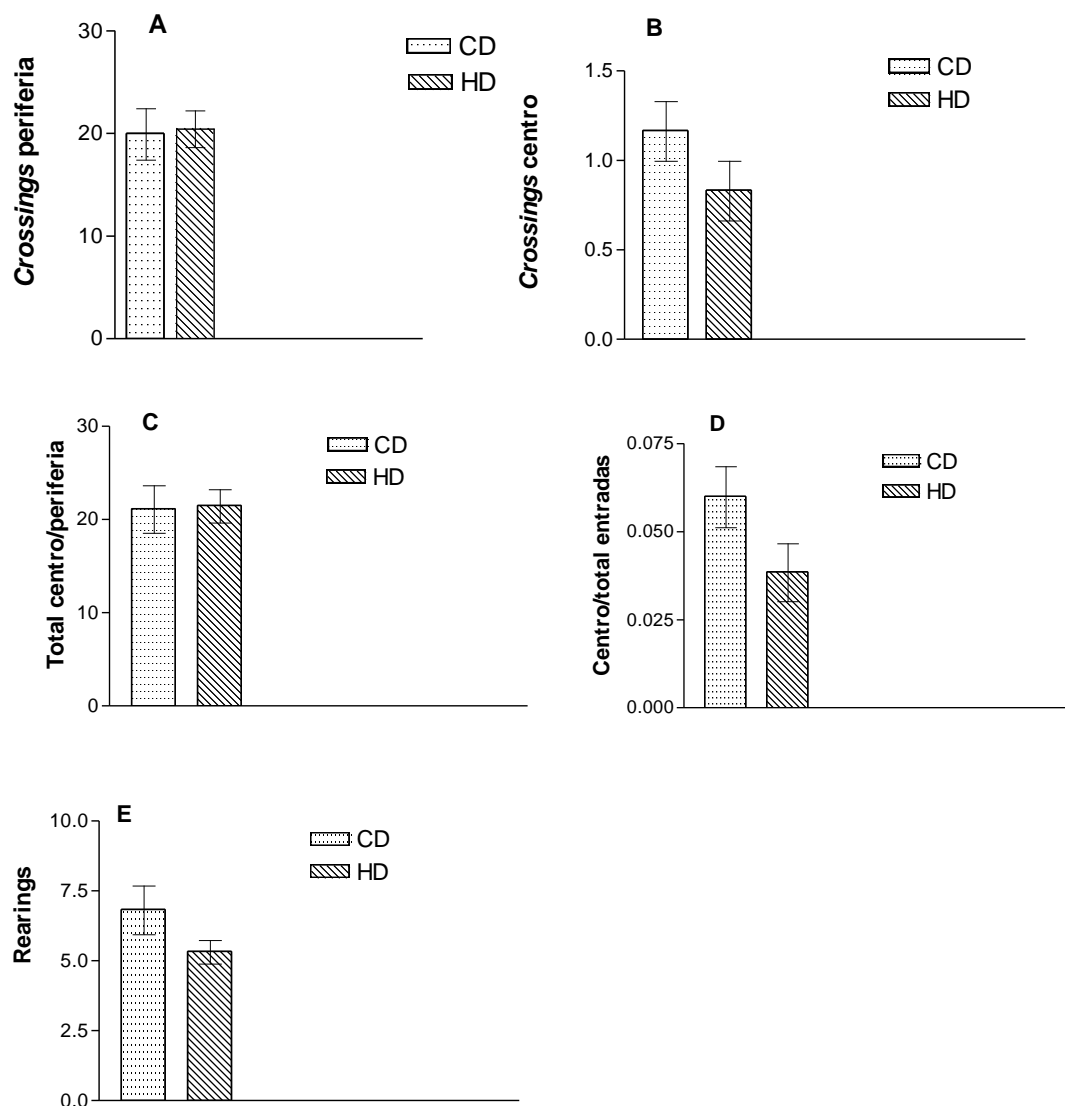 A
30
20
10
0
Crossings periferia
CD
HD
B
1.5
1.0
0.5
0.0
Crossings centro
CD
HD
C
30
20
10
0
Total centro/periferia
CD
HD
D
0.075
0.050
0.025
0.000
Centro/total entradas
CD
HD
E
10.0
7.5
5.0
2.5
0.0
Rearings
CD
HD